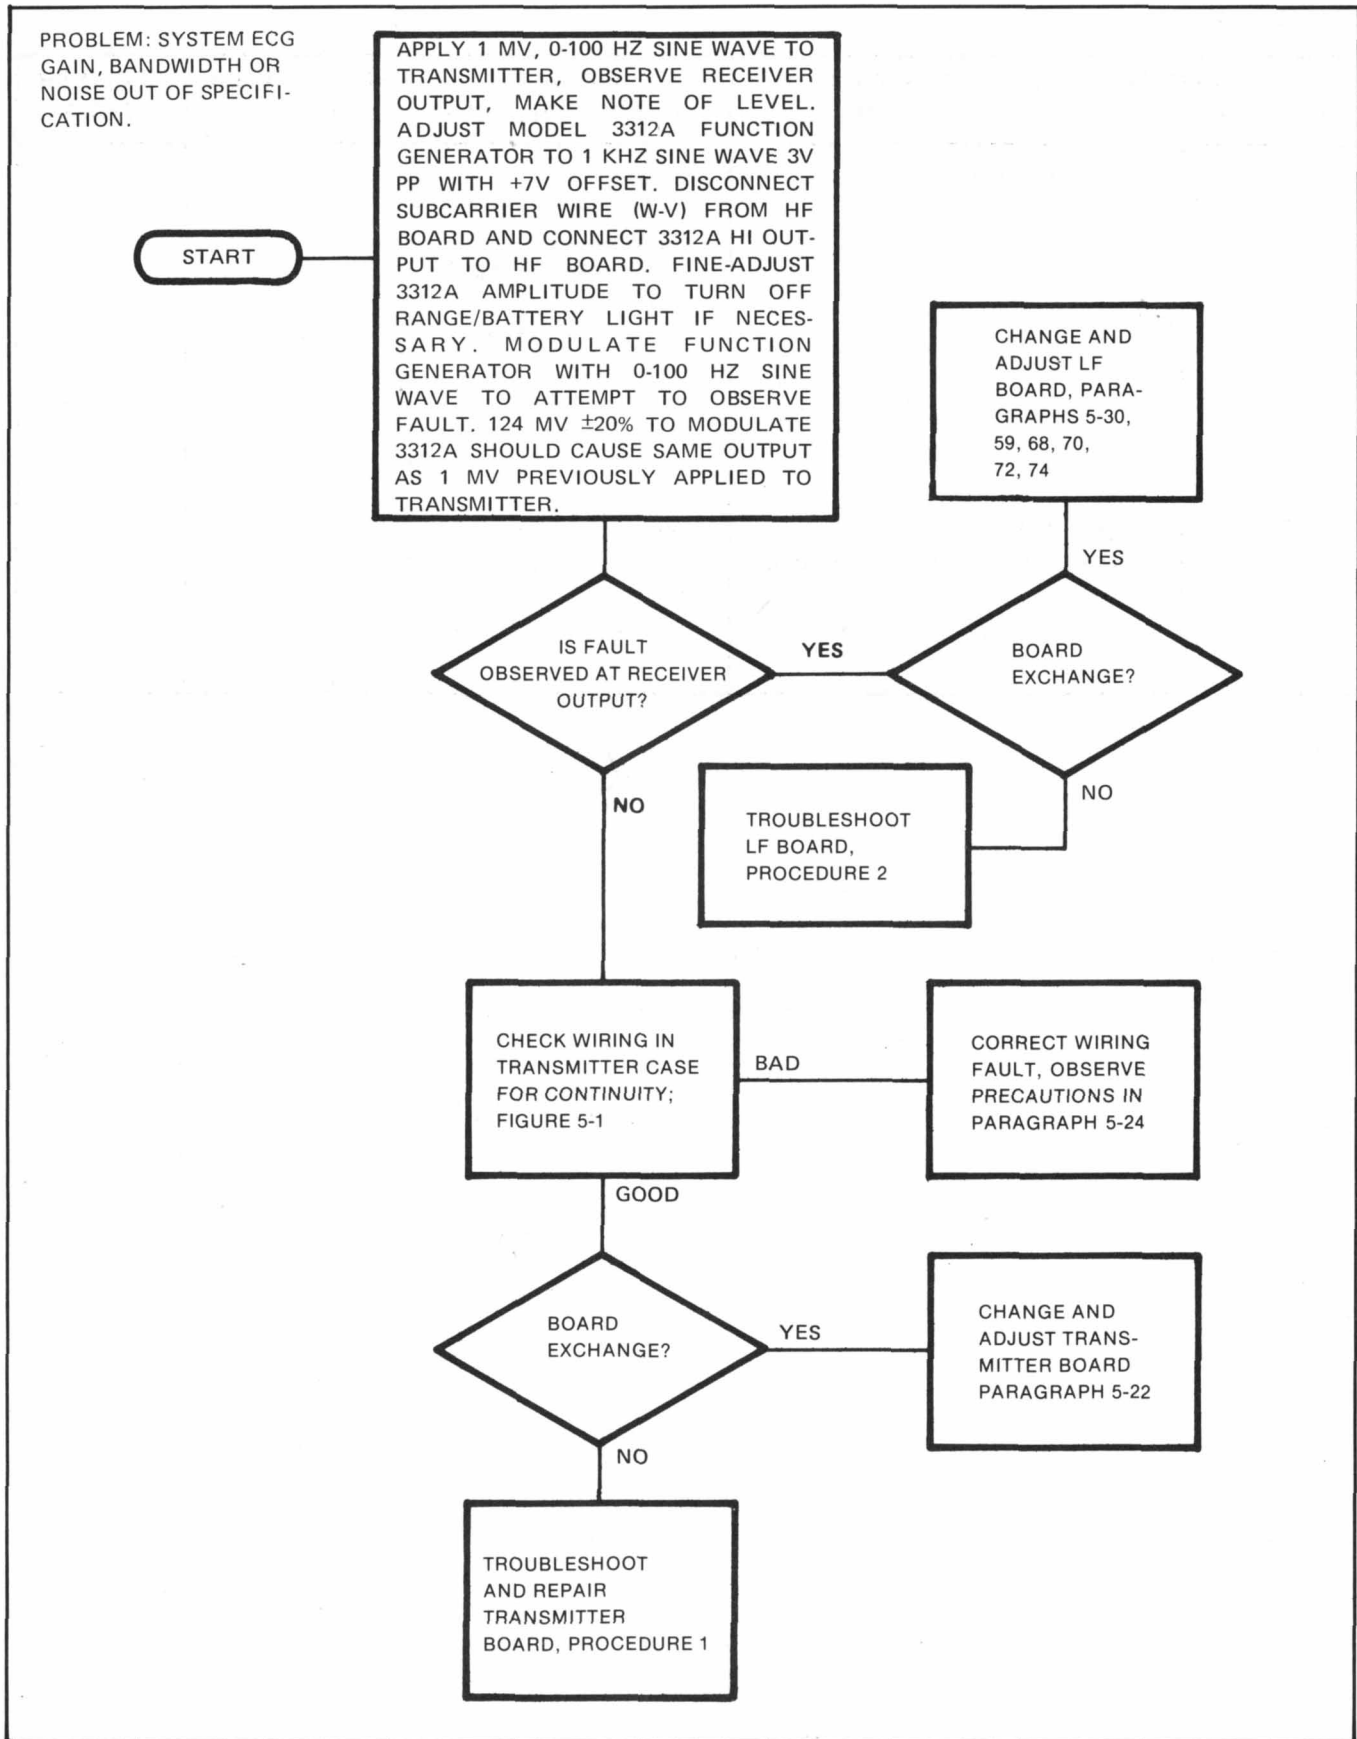 PROBLEM: SYSTEM ECG
GAIN, BANDWIDTH OR
NOISE OUT OF SPECIFI-
CATION.
START
APPLY 1 MV, 0-100 HZ SINE WAVE TO
TRANSMITTER, OBSERVE RECEIVER
OUTPUT, MAKE NOTE OF LEVEL.
ADJUST MODEL 3312A FUNCTION
GENERATOR TO 1 KHZ SINE WAVE 3V
PP WITH +7V OFFSET. DISCONNECT
SUBCARRIER WIRE (W-V) FROM HF
BOARD AND CONNECT 3312A HI OUT-
PUT TO HF BOARD. FINE-ADJUST
3312A AMPLITUDE TO TURN OFF
RANGE/BATTERY LIGHT IF NECES-
SARY. MODULATE FUNCTION
GENERATOR WITH 0-100 HZ SINE
WAVE TO ATTEMPT TO OBSERVE
FAULT. 124 MV ±20% TO MODULATE
3312A SHOULD CAUSE SAME OUTPUT
AS 1 MV PREVIOUSLY APPLIED TO
TRANSMITTER.
CHANGE AND
ADJUST LF
BOARD, PARA-
GRAPHS 5-30,
59, 68, 70,
72, 74
YES
IS FAULT
OBSERVED AT RECEIVER
OUTPUT?
YES
BOARD
EXCHANGE?
NO
NO
TROUBLESHOOT
LF BOARD,
PROCEDURE 2
CHECK WIRING IN
TRANSMITTER CASE
FOR CONTINUITY;
FIGURE 5-1
BAD
CORRECT WIRING
FAULT, OBSERVE
PRECAUTIONS IN
PARAGRAPH 5-24
GOOD
BOARD
EXCHANGE?
YES
CHANGE AND
ADJUST TRANS-
MITTER BOARD
PARAGRAPH 5-22
NO
TROUBLESHOOT
AND REPAIR
TRANSMITTER
BOARD, PROCEDURE 1